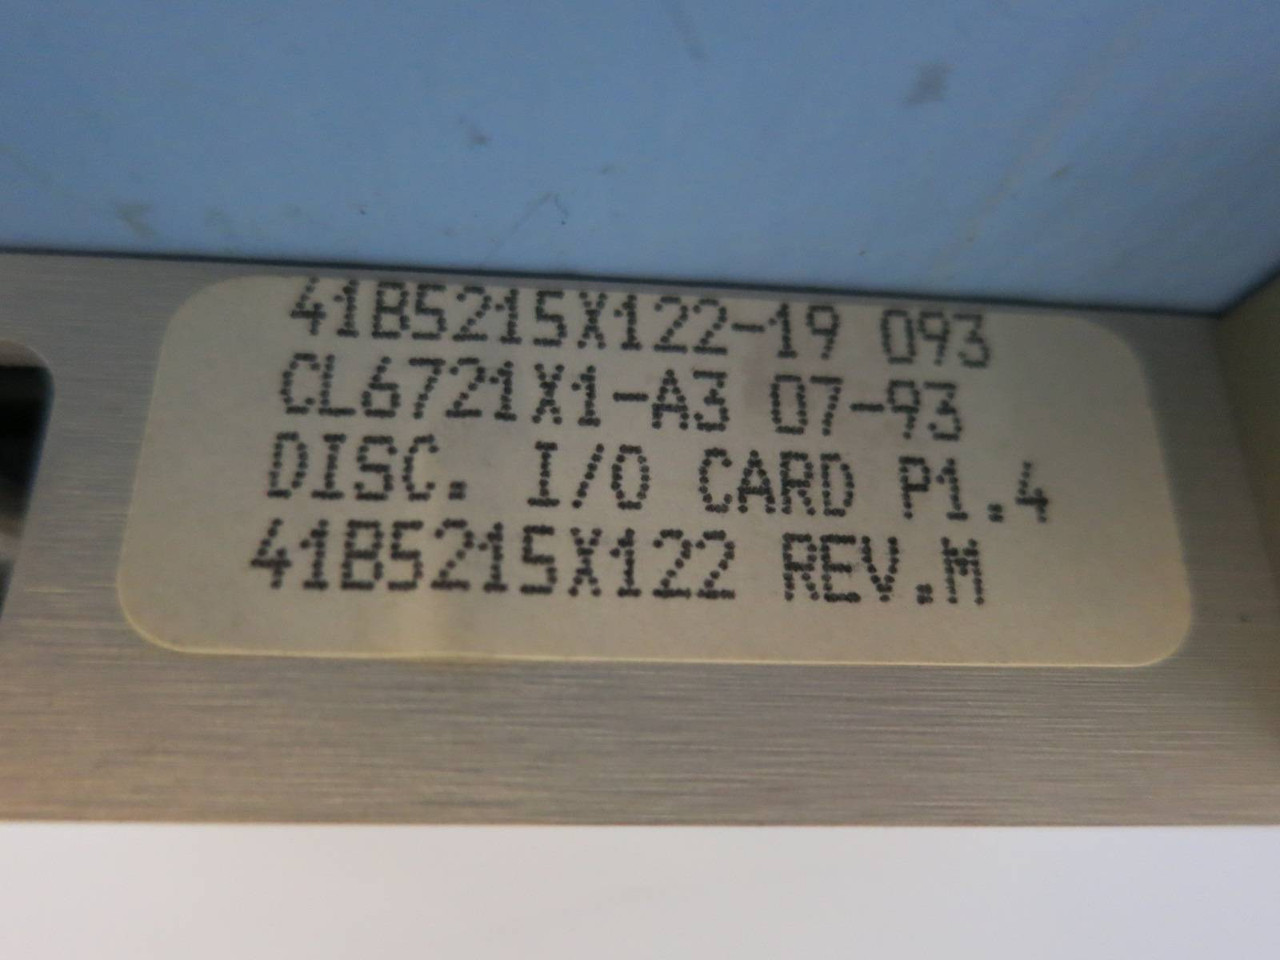 41B5215X122-19 093
CL6721X1-A3 07-93
DISC. I/O CARD P1.4
41B5215X122 REV.M